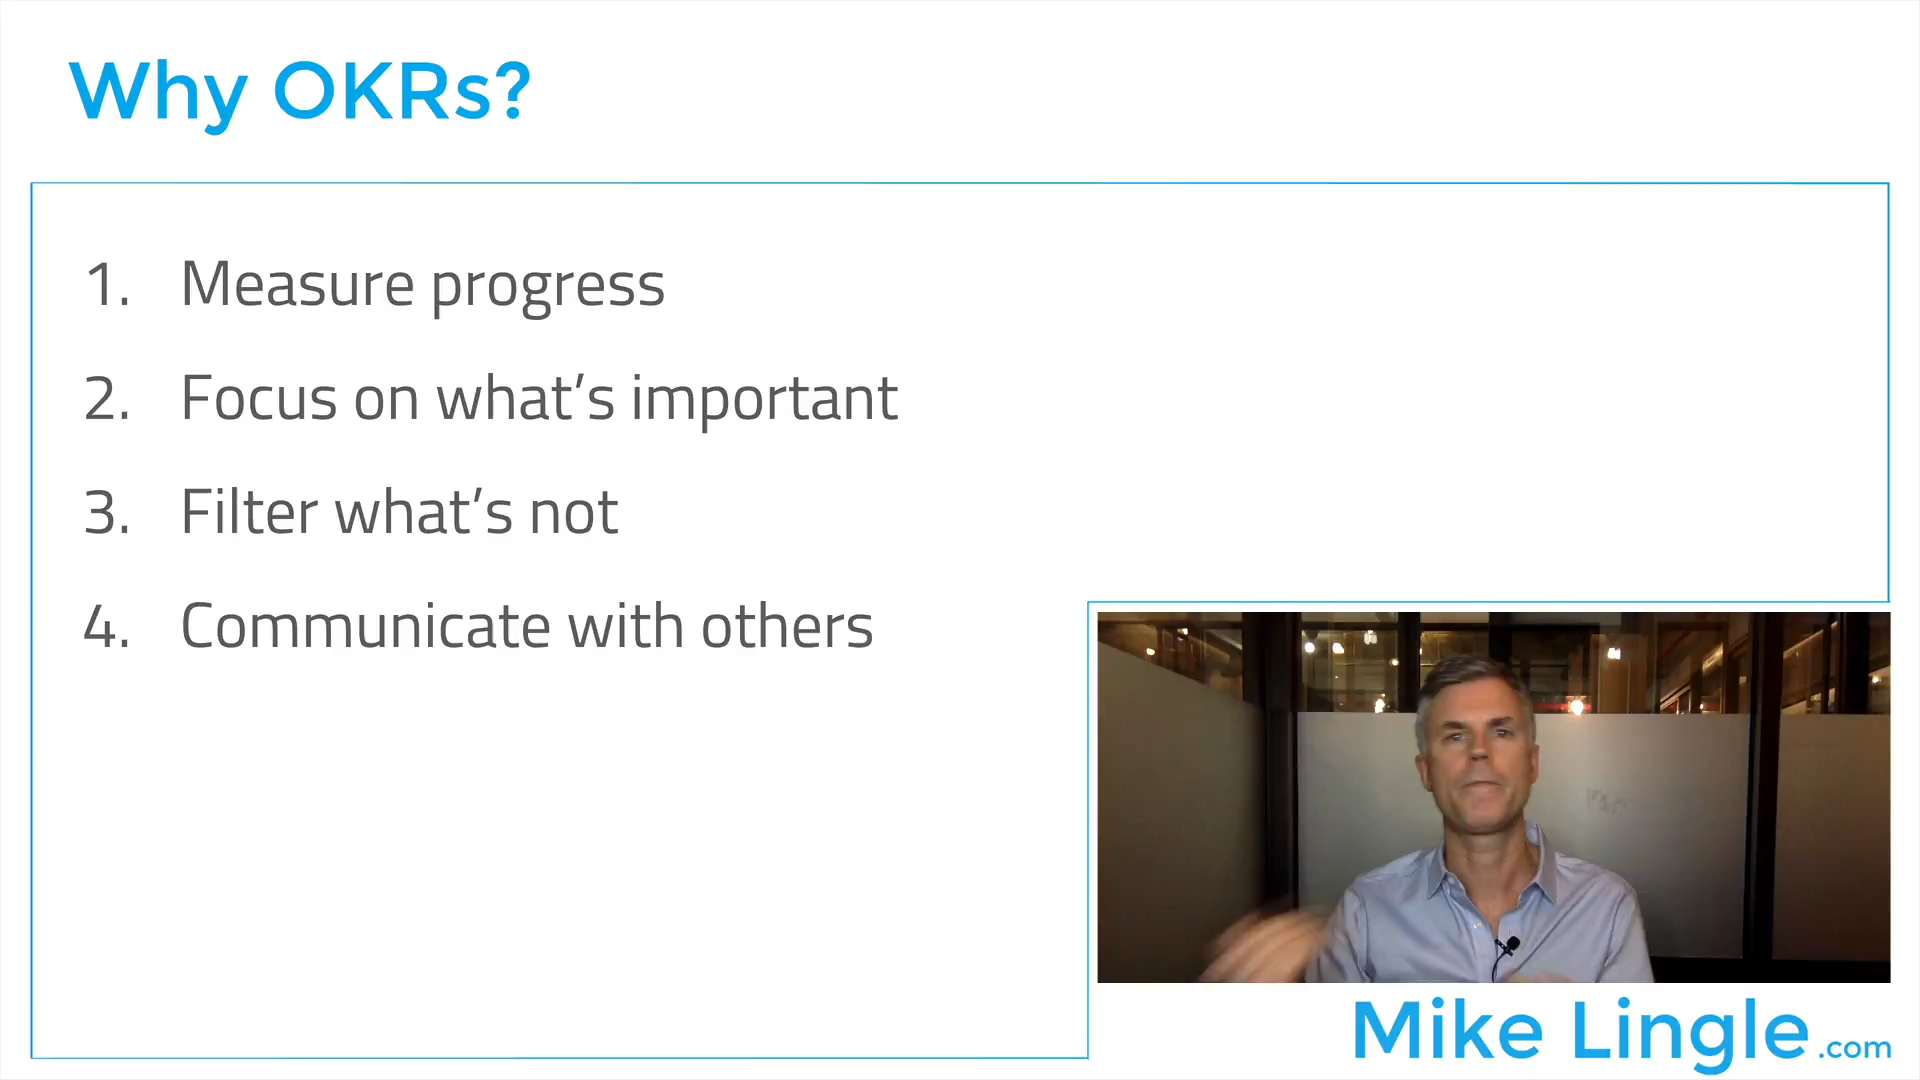 Why OKRs?
1. Measure progress
2. Focus on what’s important
3. Filter what’s not
4. Communicate with others
Mike Lingle.com